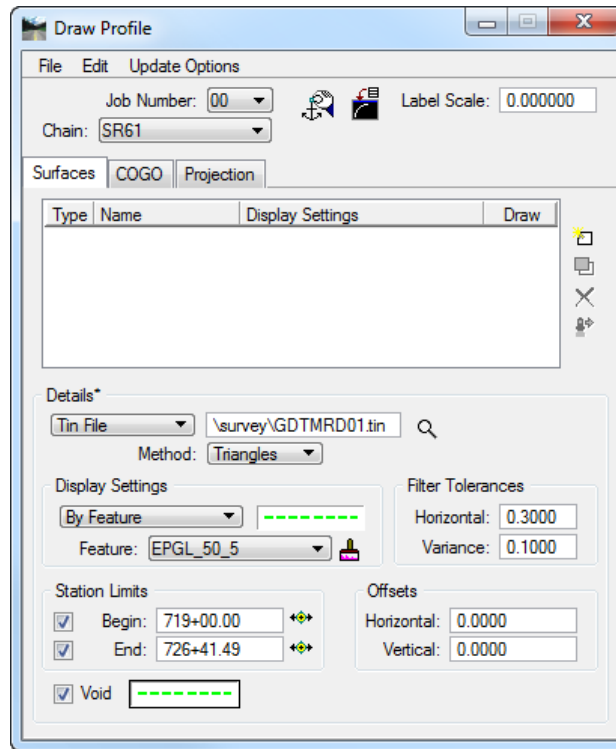 Draw Profile
File Edit Update Options
Job Number: 00
Label Scale: 0.000000
Chain: SR61
Surfaces COGO Projection
Type Name Display Settings Draw
Details*
Tin File \survey\GDTMRD01.tin
Method: Triangles
Display Settings
By Feature
Feature: EPGL_50_5
Filter Tolerances
Horizontal: 0.3000
Variance: 0.1000
Station Limits
Begin: 719+00.00
End: 726+41.49
Offsets
Horizontal: 0.0000
Vertical: 0.0000
Void